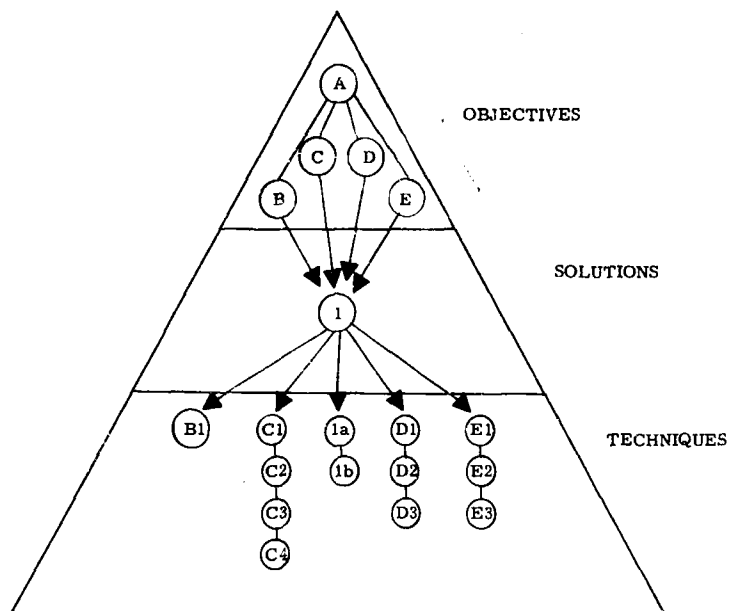 A
OBJECTIVES
C D
B E
SOLUTIONS
1
B1 C1 1a D1 E1
TECHNIQUES
C2 1b D2 E2
C3 D3 E3
C4